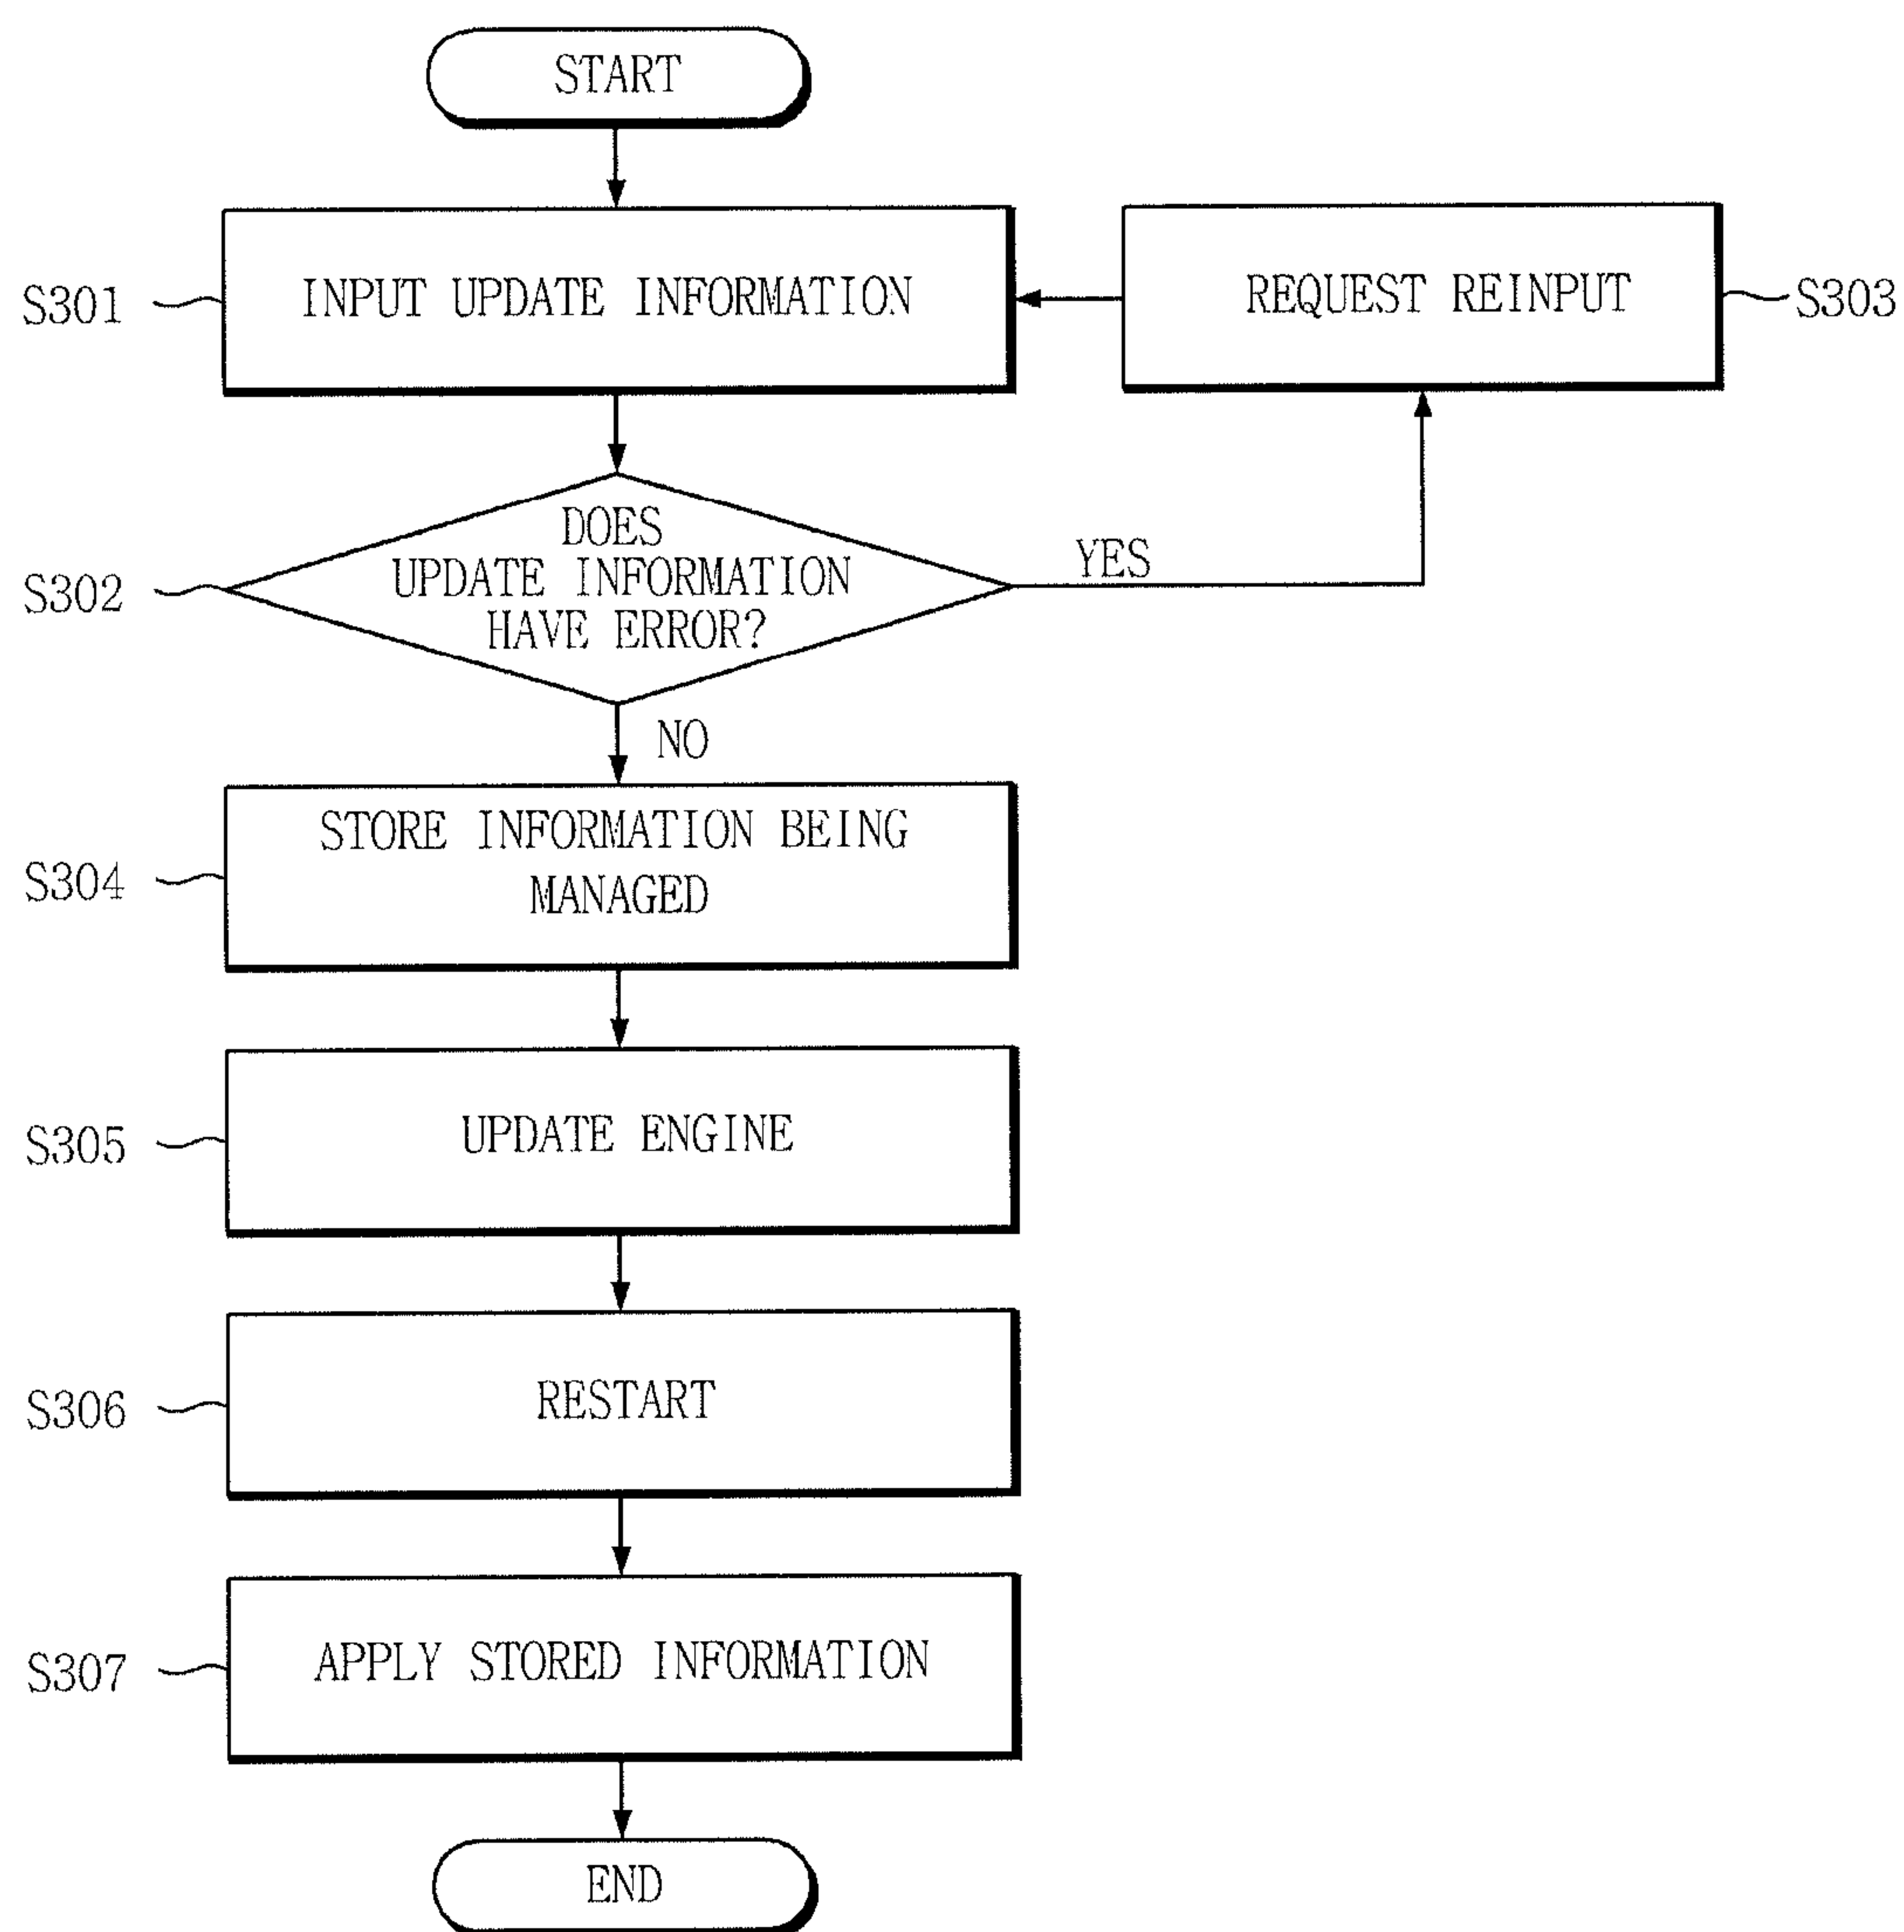 START
S301
INPUT UPDATE INFORMATION
REQUEST REINPUT
S303
S302
DOES
UPDATE INFORMATION
HAVE ERROR?
YES
NO
S304
STORE INFORMATION BEING
MANAGED
S305
UPDATE ENGINE
S306
RESTART
S307
APPLY STORED INFORMATION
END